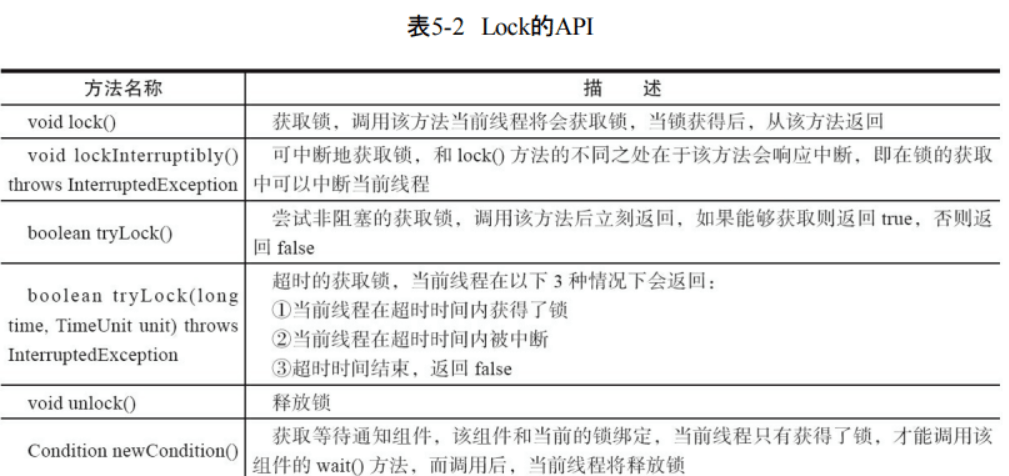 表5-2 Lock的API
方法名称
描 述
void lock()
获取锁，调用该方法当前线程将会获取锁，当锁获得后，从该方法返回
void lockInterruptibly()
throws InterruptedException
可中断地获取锁，和 lock() 方法的不同之处在于该方法会响应中断，即在锁的获取
中可以中断当前线程
boolean tryLock()
尝试非阻塞的获取锁，调用该方法后立刻返回，如果能够获取则返回 true，否则返
回 false
boolean tryLock(long
time, TimeUnit unit) throws
InterruptedException
超时的获取锁，当前线程在以下 3 种情况下会返回：
①当前线程在超时时间内获得了锁
②当前线程在超时时间内被中断
③超时时间结束，返回 false
void unlock()
释放锁
Condition newCondition()
获取等待通知组件，该组件和当前的锁绑定，当前线程只有获得了锁，才能调用该
组件的 wait() 方法，而调用后，当前线程将释放锁